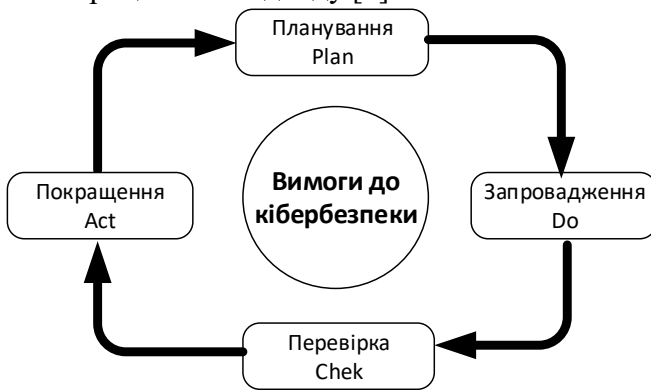 Планування
Plan
Покращення
Act
Вимоги до
кібербезпеки
Запровадження
Do
Перевірка
Chek